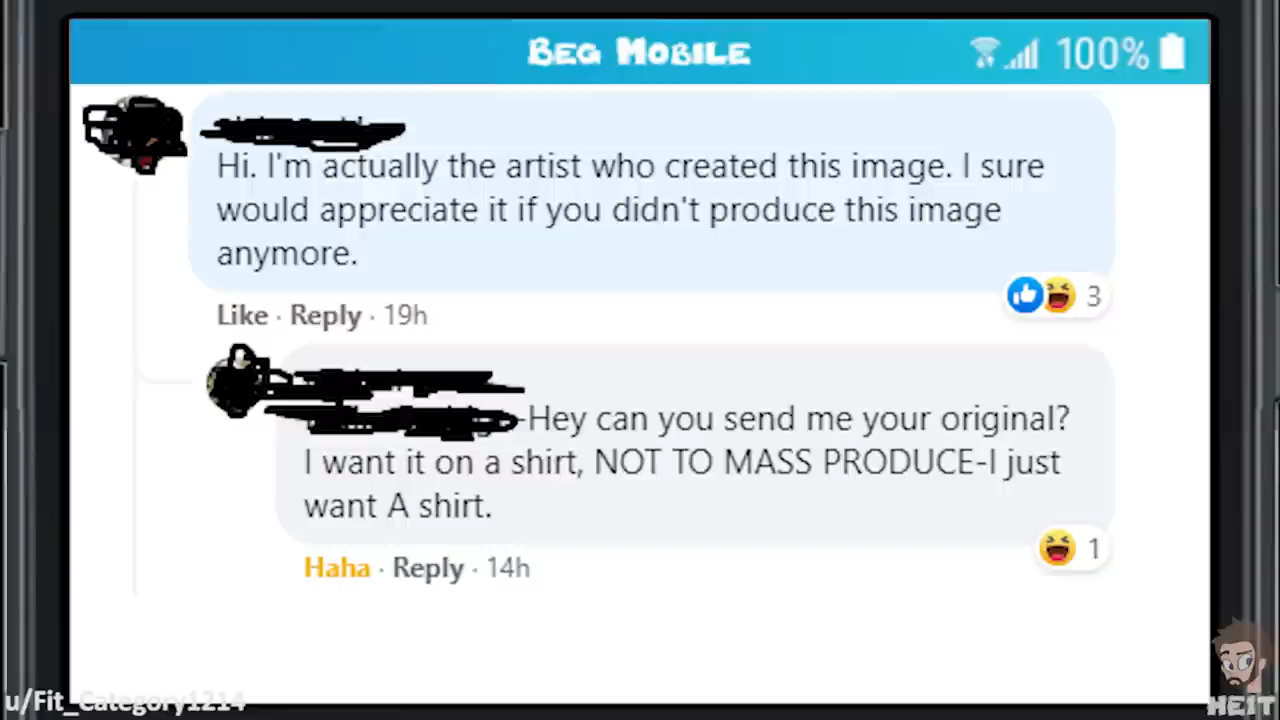 BEG MOBILE
100%
Hi. I'm actually the artist who created this image. I sure
would appreciate it if you didn't produce this image
anymore.
3
Like · Reply · 19h
-Hey can you send me your original?
I want it on a shirt, NOT TO MASS PRODUCE-I just
want A shirt.
1
Haha · Reply · 14h
u/Fit_Category1214
HEIT